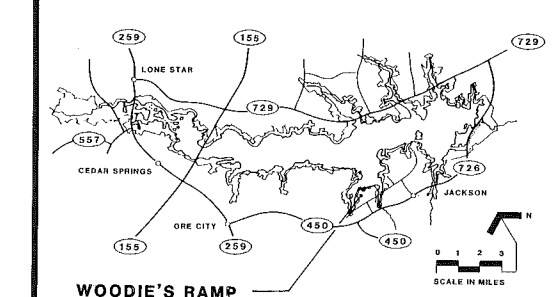 259
155
729
LONE STAR
729
557
CEDAR SPRINGS
726
JACKSON
ORE CITY
450
450
N
155
259
0 1 2 3
SCALE IN MILES
WOODIE'S RAMP